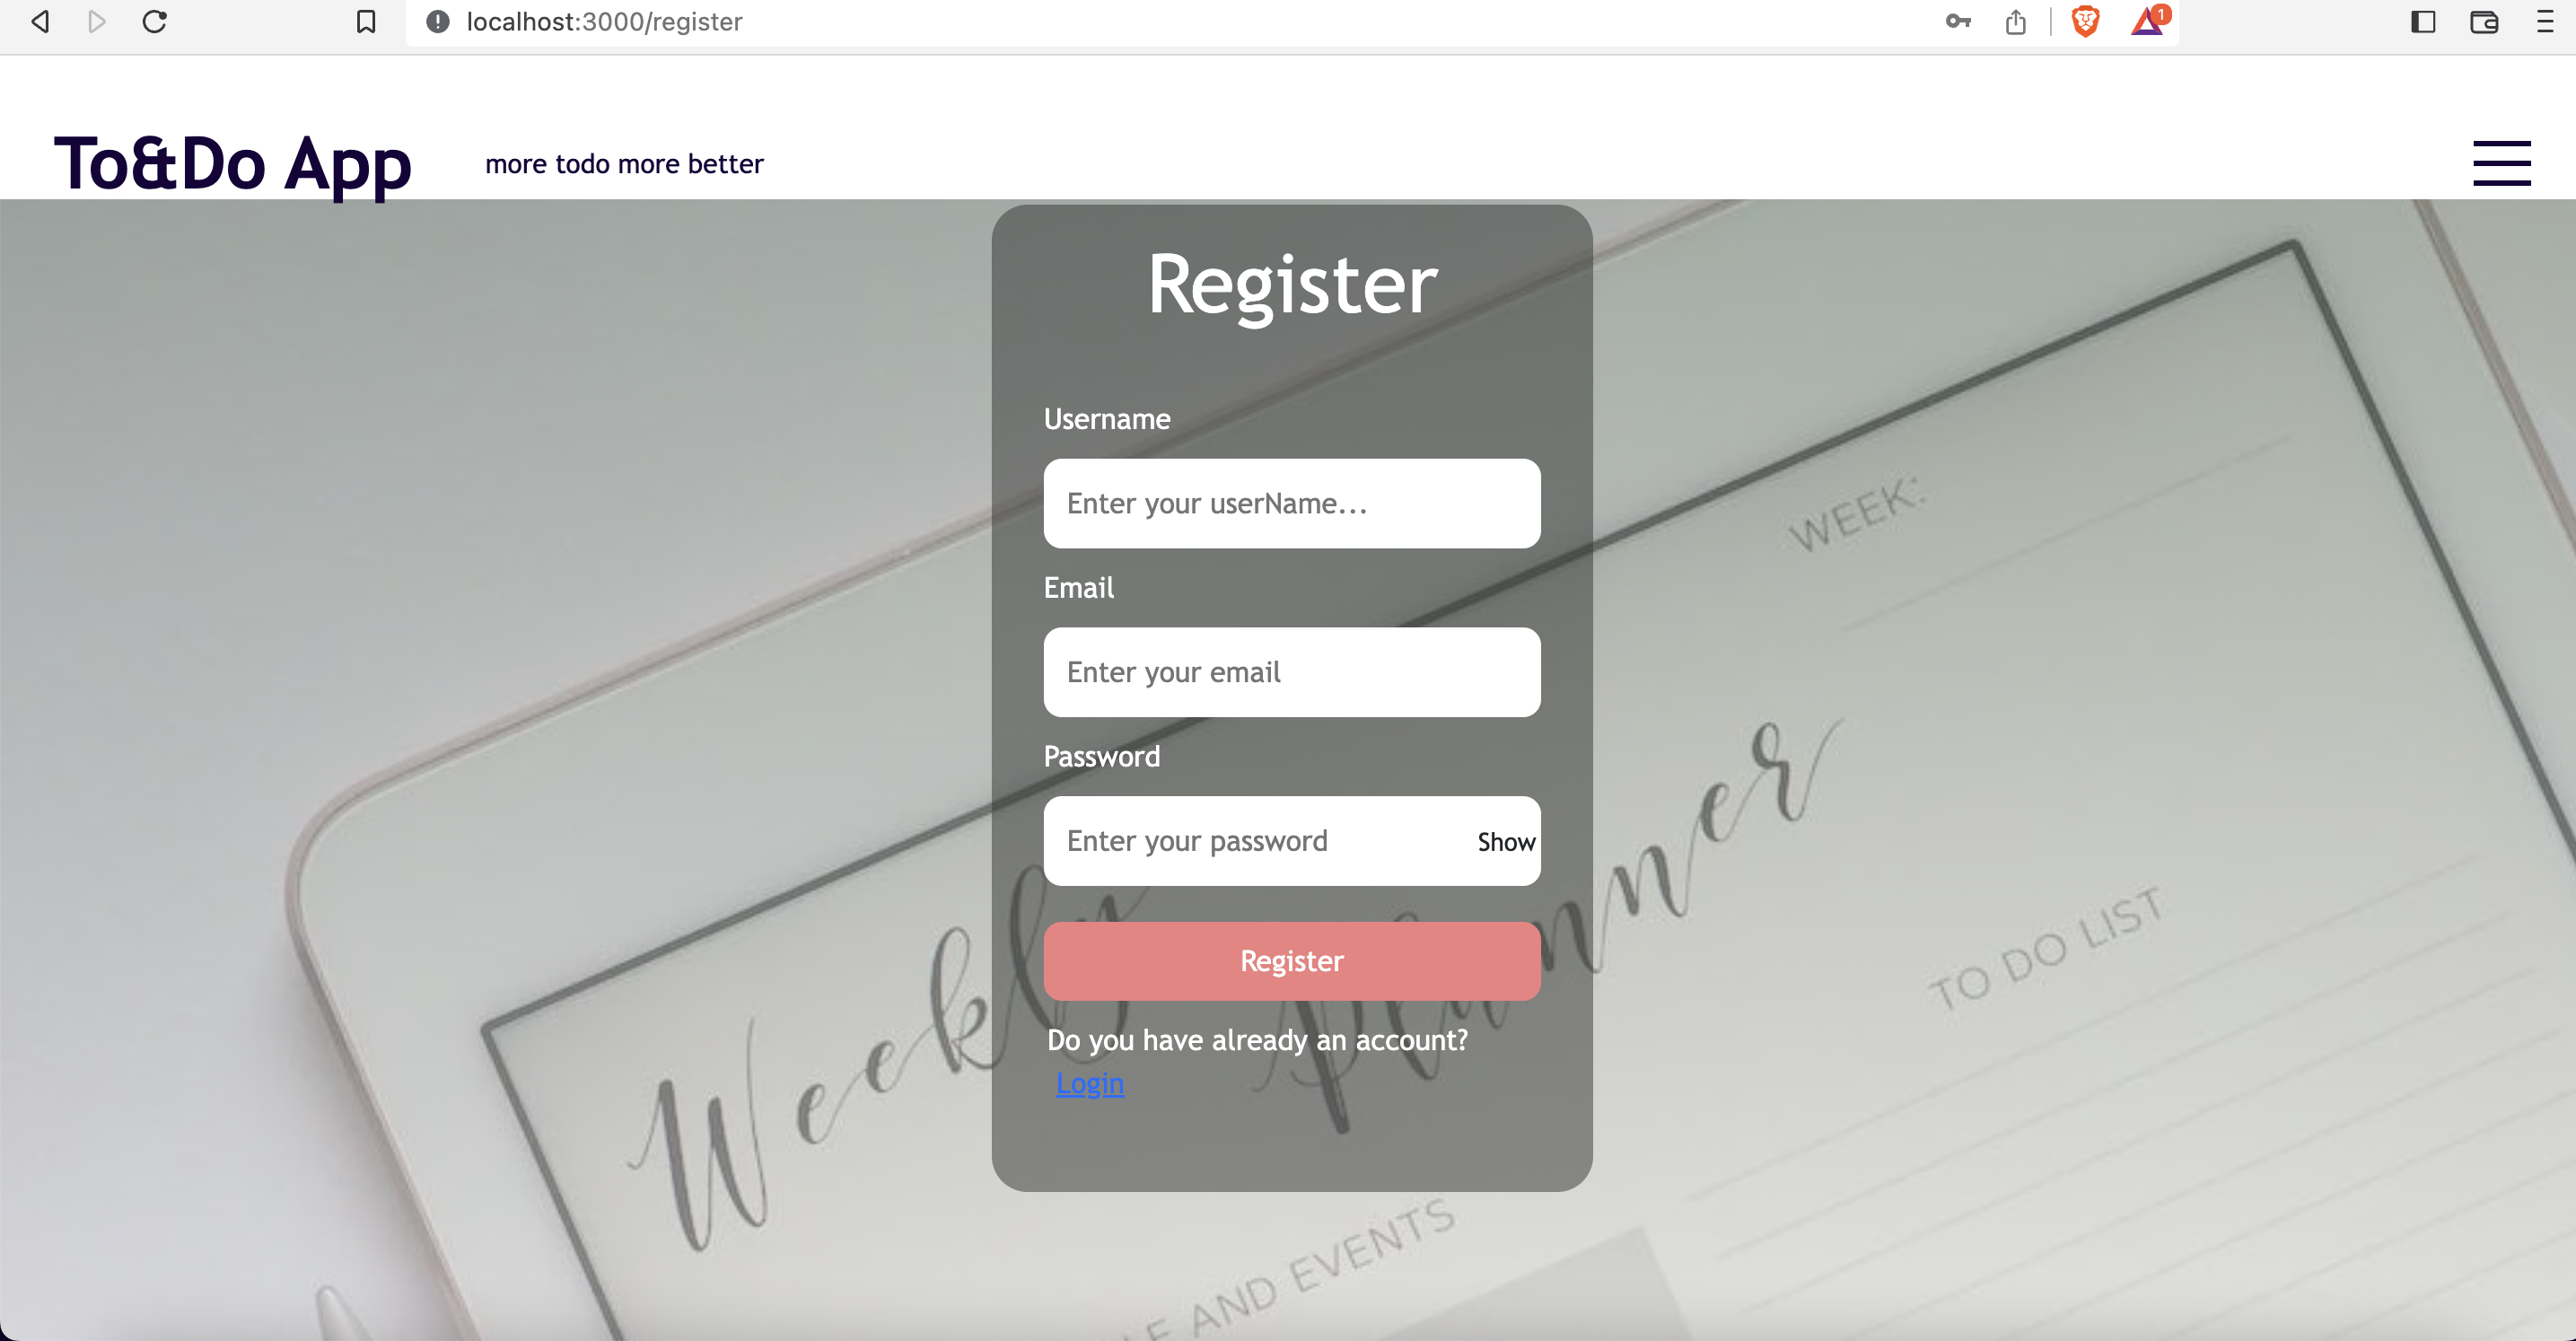 localhost:3000/register
1
To&Do App
more todo more better
Register
Username
Enter your userName...
Email
Enter your email
Password
Enter your password
Show
Register
Do you have already an account?
Login
WEEK:
Weekly Planner
TO DO LIST
AND EVENTS